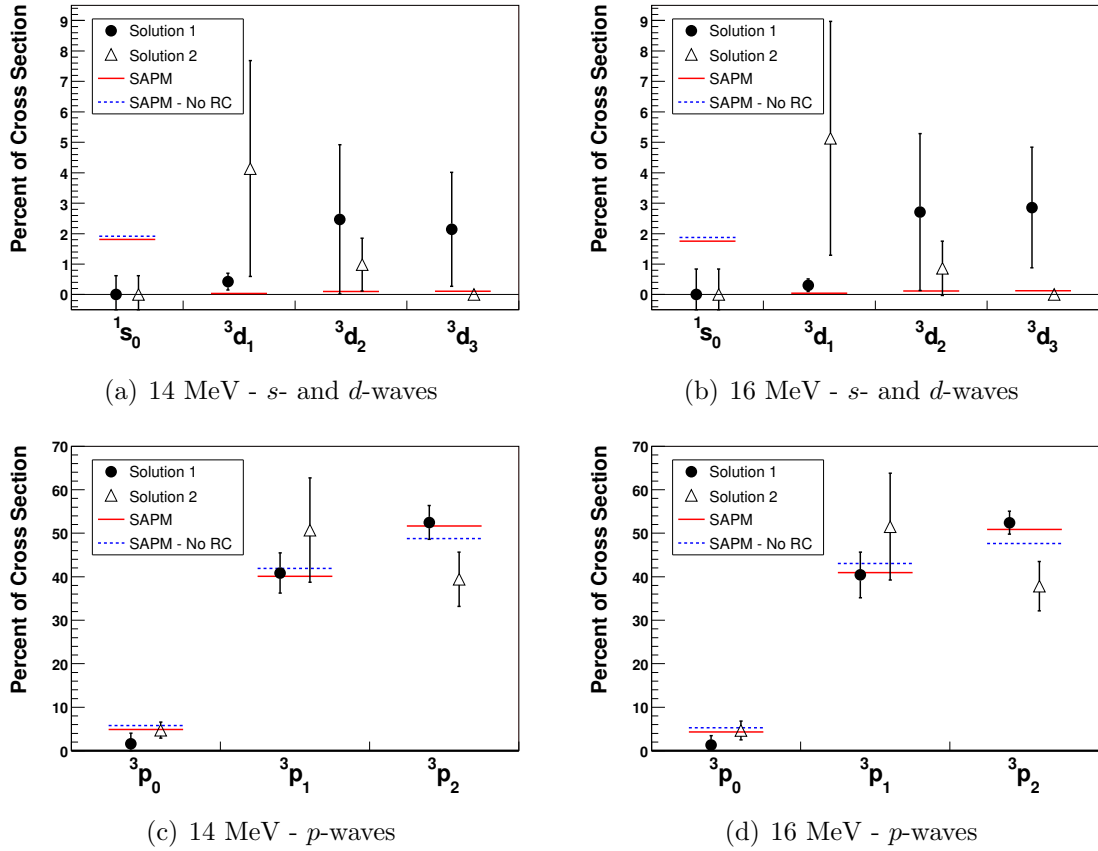 Percent of Cross Section
9
8
7
6
5
4
3
2
1
0
Solution 1
Solution 2
SAPM
SAPM - No RC
¹s₀
³d₁
³d₂
³d₃
(a) 14 MeV - s- and d-waves
Percent of Cross Section
9
8
7
6
5
4
3
2
1
0
Solution 1
Solution 2
SAPM
SAPM - No RC
¹s₀
³d₁
³d₂
³d₃
(b) 16 MeV - s- and d-waves
Percent of Cross Section
70
60
50
40
30
20
10
0
Solution 1
Solution 2
SAPM
SAPM - No RC
³p₀
³p₁
³p₂
(c) 14 MeV - p-waves
Percent of Cross Section
70
60
50
40
30
20
10
0
Solution 1
Solution 2
SAPM
SAPM - No RC
³p₀
³p₁
³p₂
(d) 16 MeV - p-waves